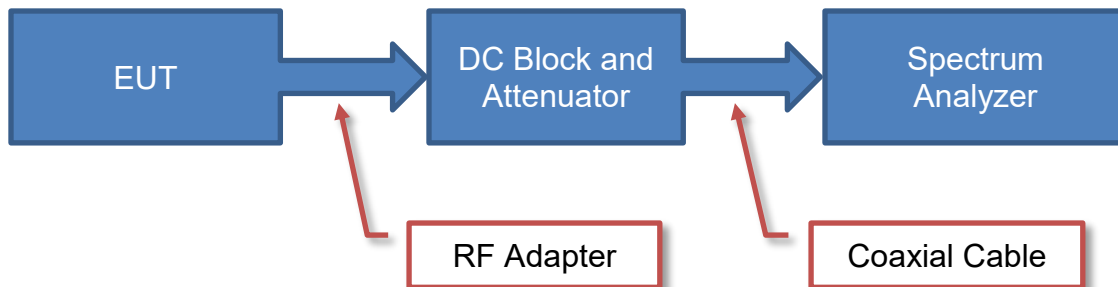 EUT
DC Block and
Attenuator
Spectrum
Analyzer
RF Adapter
Coaxial Cable